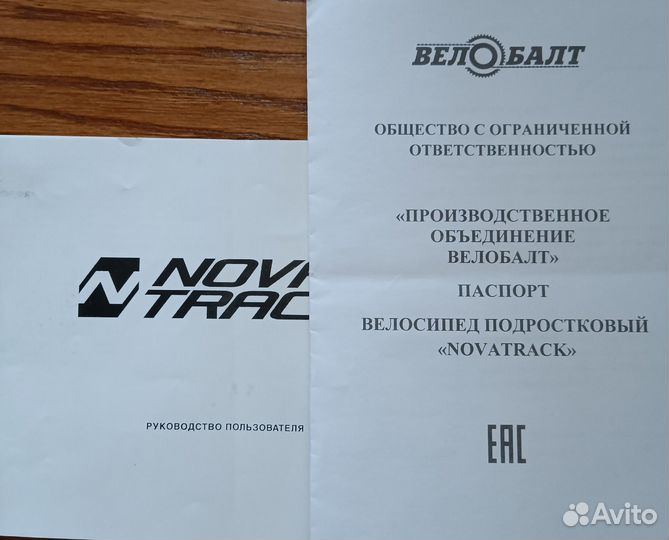 NOVA
TRAC
РУКОВОДСТВО ПОЛЬЗОВАТЕЛЯ
ВЕЛОБАЛТ
ОБЩЕСТВО С ОГРАНИЧЕННОЙ
ОТВЕТСТВЕННОСТЬЮ
«ПРОИЗВОДСТВЕННОЕ
ОБЪЕДИНЕНИЕ
ВЕЛОБАЛТ»
ПАСПОРТ
ВЕЛОСИПЕД ПОДРОСТКОВЫЙ
«NOVATRACK»
EAC
Avito